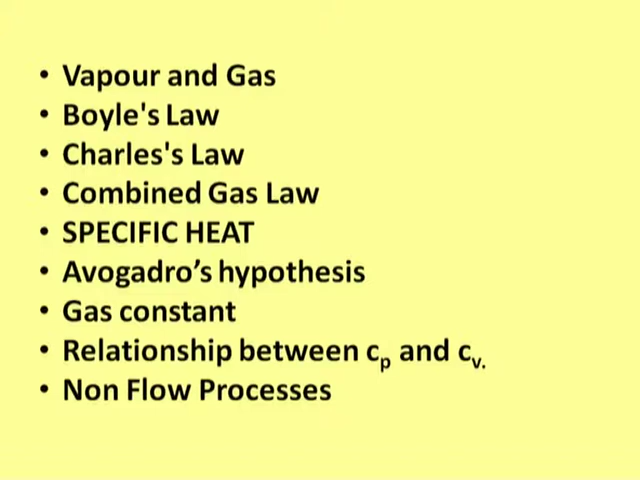 • Vapour and Gas
• Boyle's Law
• Charles's Law
• Combined Gas Law
• SPECIFIC HEAT
• Avogadro’s hypothesis
• Gas constant
• Relationship between cp and cv.
• Non Flow Processes